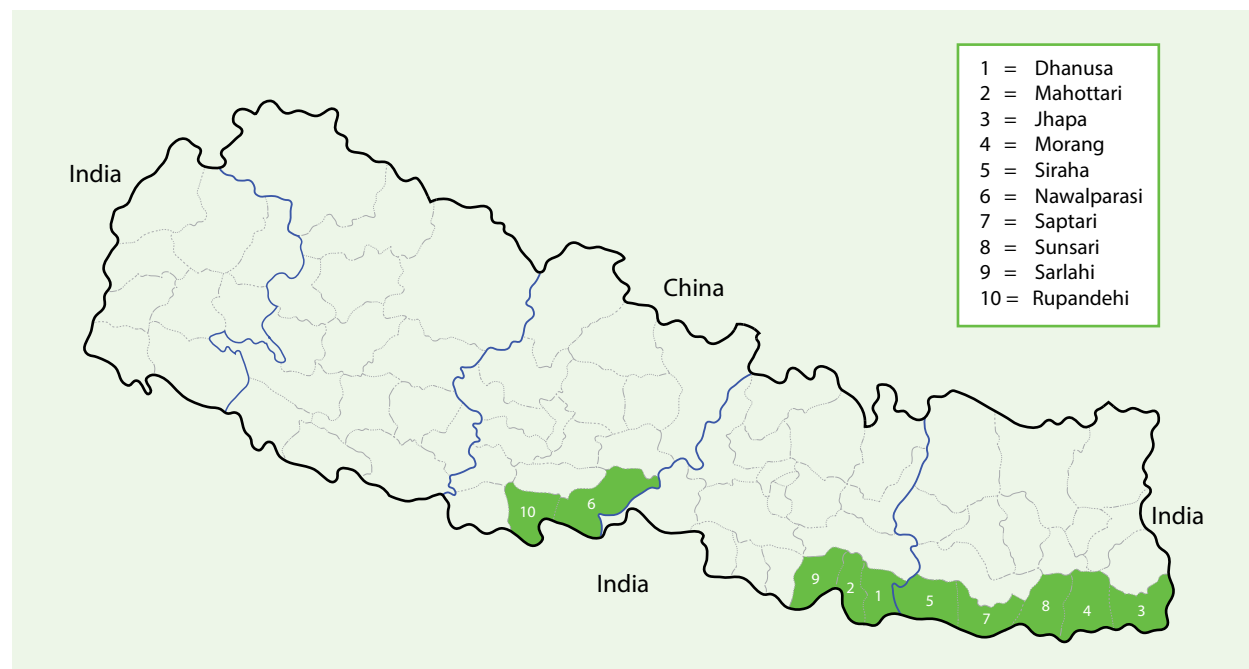 1 = Dhanusa
2 = Mahottari
3 = Jhapa
4 = Morang
5 = Siraha
6 = Nawalparasi
7 = Saptari
8 = Sunsari
9 = Sarlahi
10 = Rupandehi
India
China
India
India
10
6
9
2
1
5
7
8
4
3